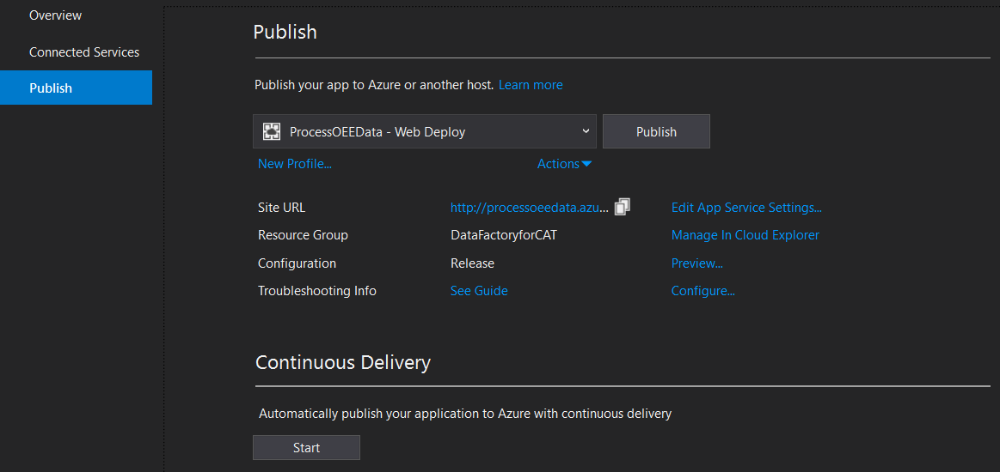 Overview
Connected Services
Publish
Publish
Publish your app to Azure or another host. Learn more
ProcessOEEData - Web Deploy
Publish
New Profile...
Actions
Site URL
http://processoeedata.azu...
Edit App Service Settings...
Resource Group
DataFactoryforCAT
Manage In Cloud Explorer
Configuration
Release
Preview...
Troubleshooting Info
See Guide
Configure...
Continuous Delivery
Automatically publish your application to Azure with continuous delivery
Start